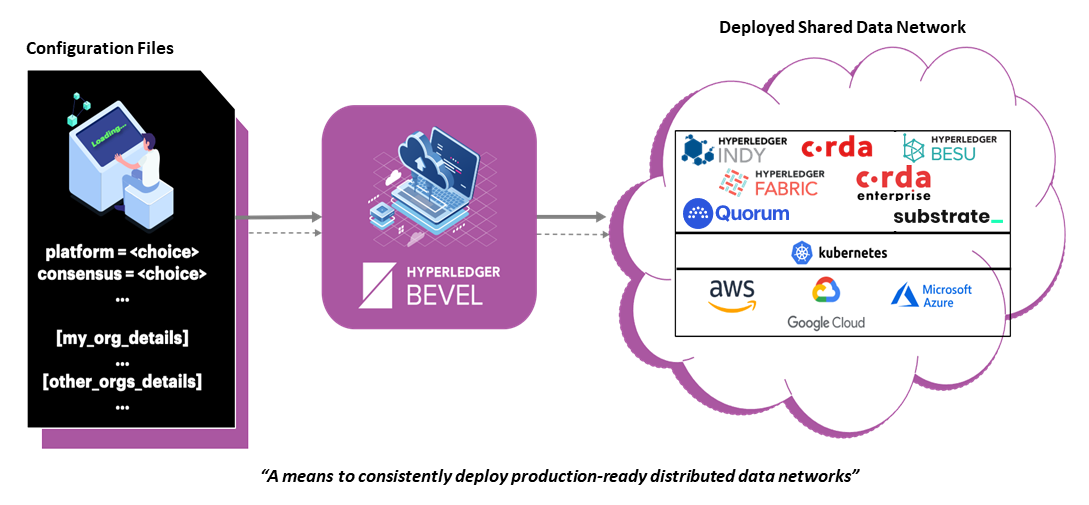 Configuration Files
Loading...
platform = <choice>
consensus = <choice>
...
[my_org_details]
...
[other_orgs_details]
...
HYPERLEDGER
BEVEL
Deployed Shared Data Network
HYPERLEDGER
INDY
c·rda
HYPERLEDGER
BESU
HYPERLEDGER
FABRIC
c·rda
enterprise
Quorum
substrate_
kubernetes
aws
Google Cloud
Microsoft
Azure
“A means to consistently deploy production-ready distributed data networks”